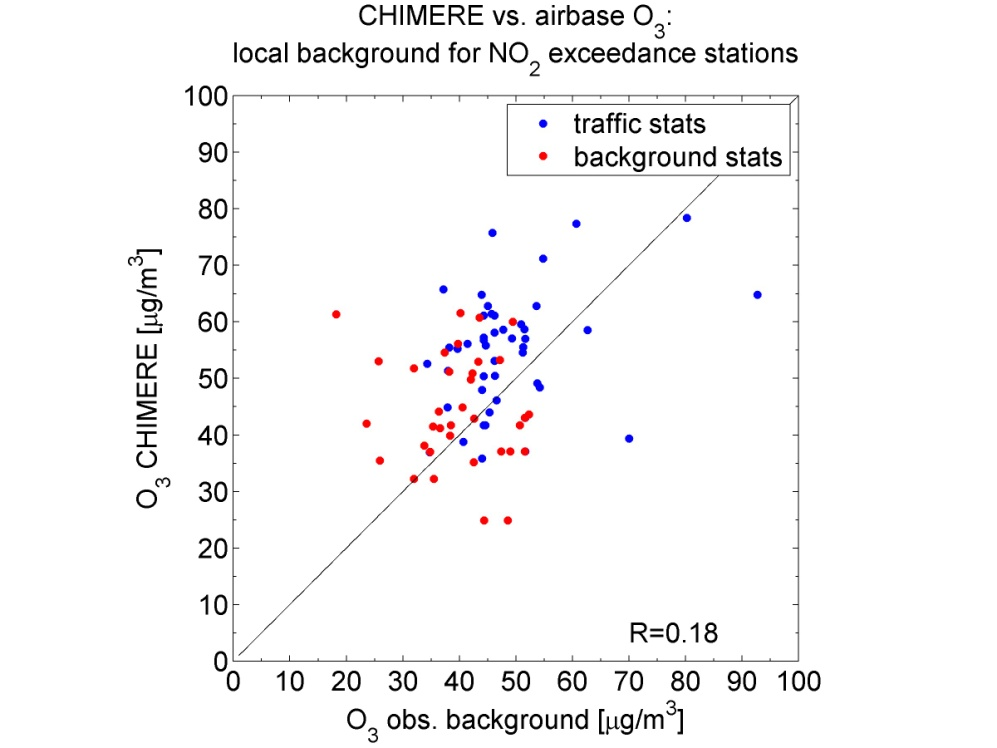 CHIMERE vs. airbase O3:
local background for NO2 exceedance stations
100
90
80
70
60
50
40
30
20
10
0
O3 CHIMERE [μg/m3]
traffic stats
background stats
R=0.18
0 10 20 30 40 50 60 70 80 90 100
O3 obs. background [μg/m3]